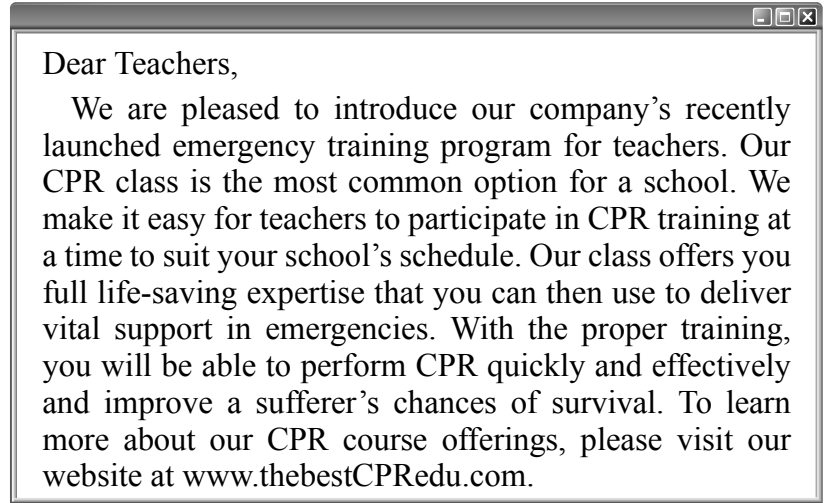 Dear Teachers,
We are pleased to introduce our company's recently
launched emergency training program for teachers. Our
CPR class is the most common option for a school. We
make it easy for teachers to participate in CPR training at
a time to suit your school's schedule. Our class offers you
full life-saving expertise that you can then use to deliver
vital support in emergencies. With the proper training,
you will be able to perform CPR quickly and effectively
and improve a sufferer's chances of survival. To learn
more about our CPR course offerings, please visit our
website at www.thebestCPRedu.com.